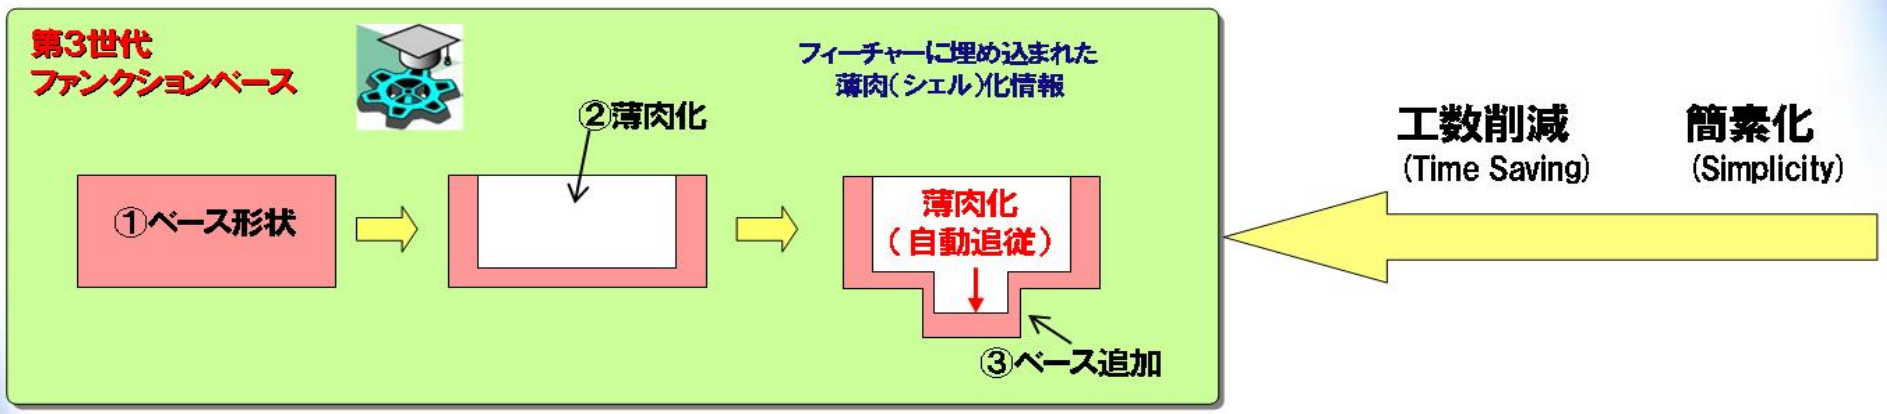 第3世代
ファンクションベース
フィーチャーに埋め込まれた
薄肉(シェル)化情報
②薄肉化
①ベース形状
薄肉化
(自動追従)
③ベース追加
工数削減
(Time Saving)
簡素化
(Simplicity)